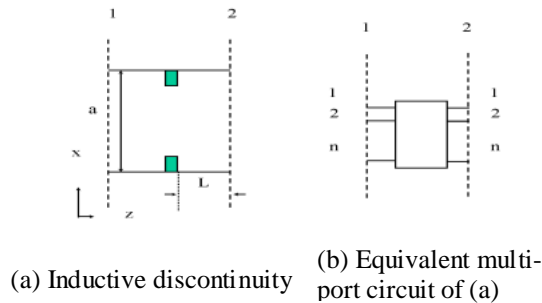 1 2
a
x
z
L
1 2
1 1
2 2
n n
(a) Inductive discontinuity
(b) Equivalent multi-
port circuit of (a)